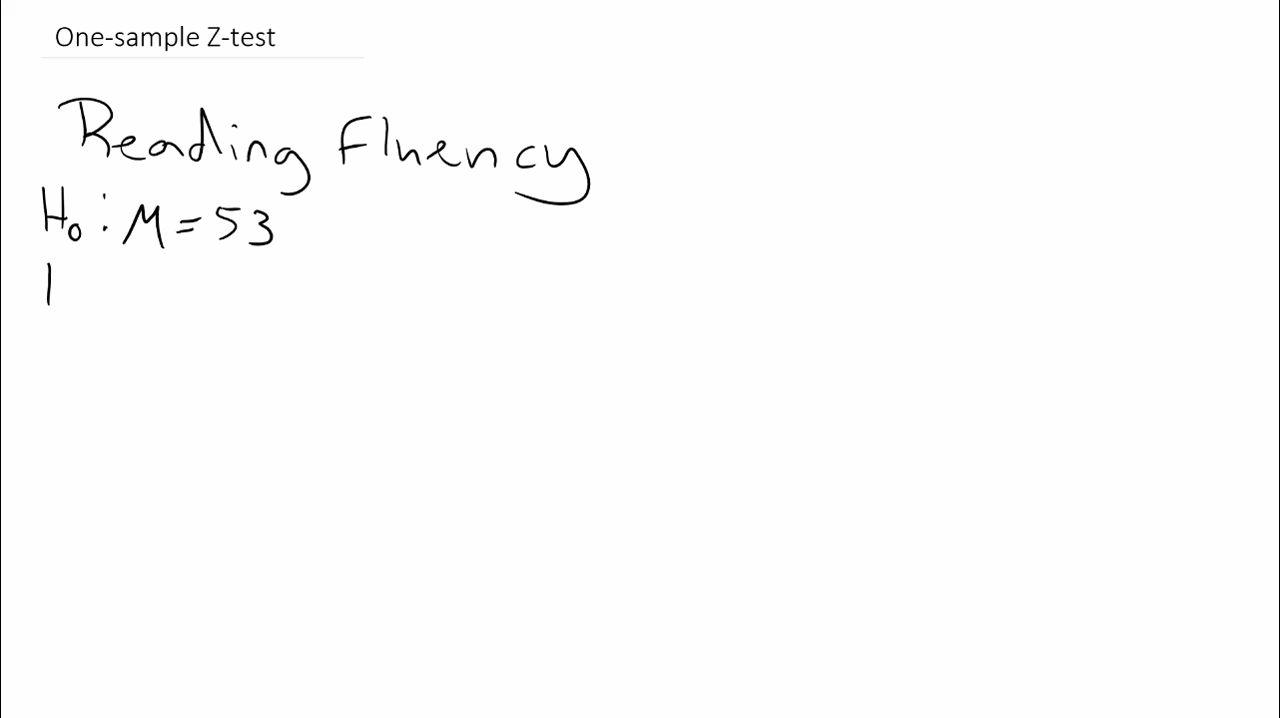 One-sample Z-test
Reading Fluency
H₀ : M = 53
|